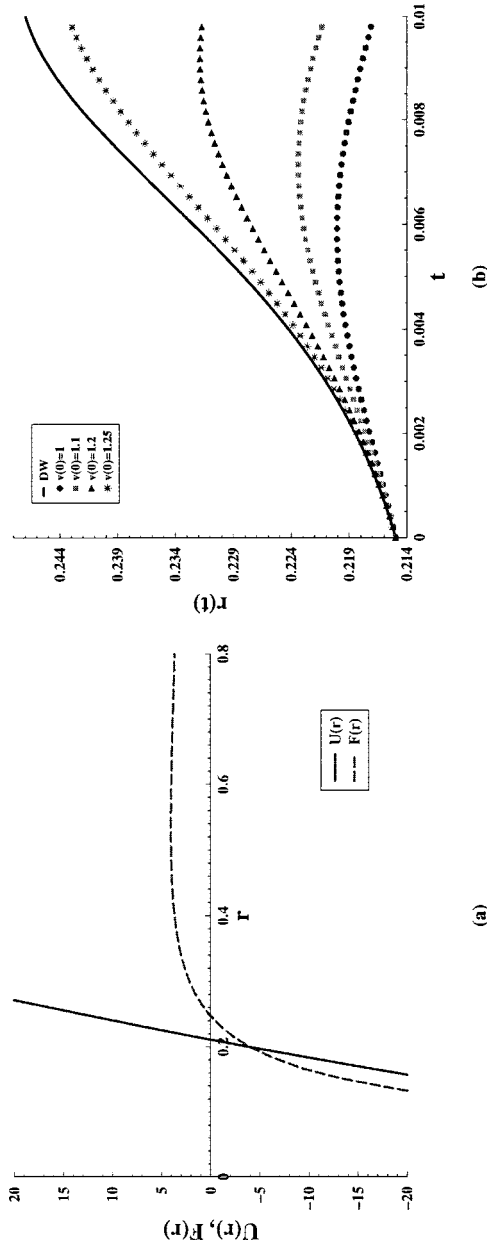 U(r), F(r)
20
15
10
5
0
-5
-10
-15
-20
0
0.2
0.4
0.6
0.8
r
U(r)
F(r)
(a)
r(t)
0.244
0.239
0.234
0.229
0.224
0.219
0.214
0
0.002
0.004
0.006
0.008
0.01
t
DW
v(0)=1
v(0)=1.1
v(0)=1.2
v(0)=1.25
(b)